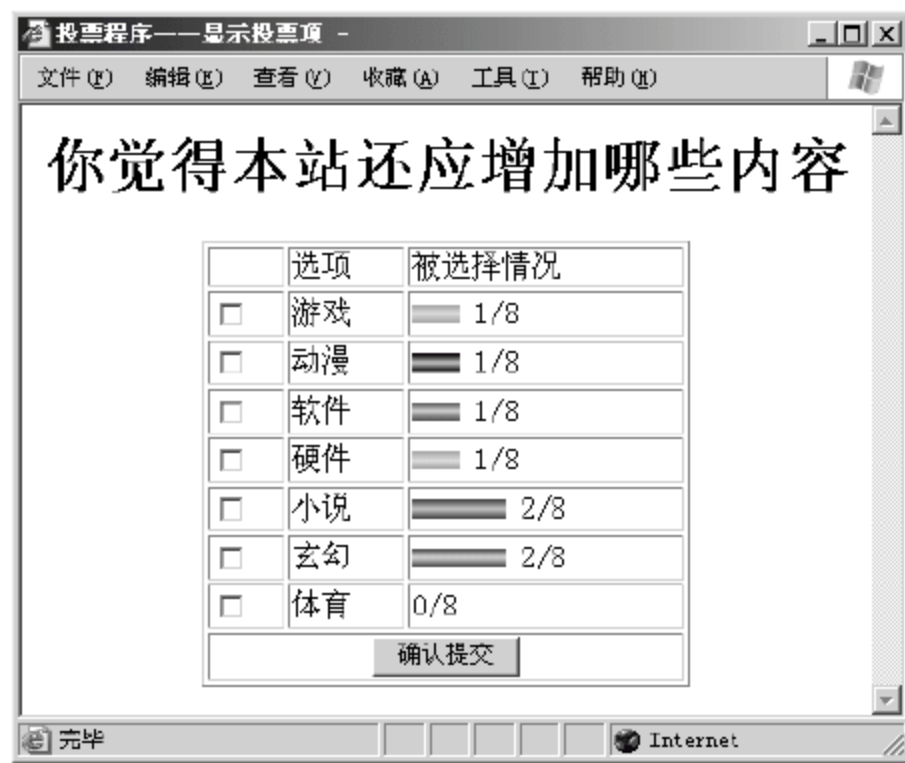 投票程序——显示投票项 -
文件(F) 编辑(E) 查看(V) 收藏(A) 工具(T) 帮助(H)
你觉得本站还应增加哪些内容
选项 被选择情况
游戏 1/8
动漫 1/8
软件 1/8
硬件 1/8
小说 2/8
玄幻 2/8
体育 0/8
确认提交
完毕 Internet